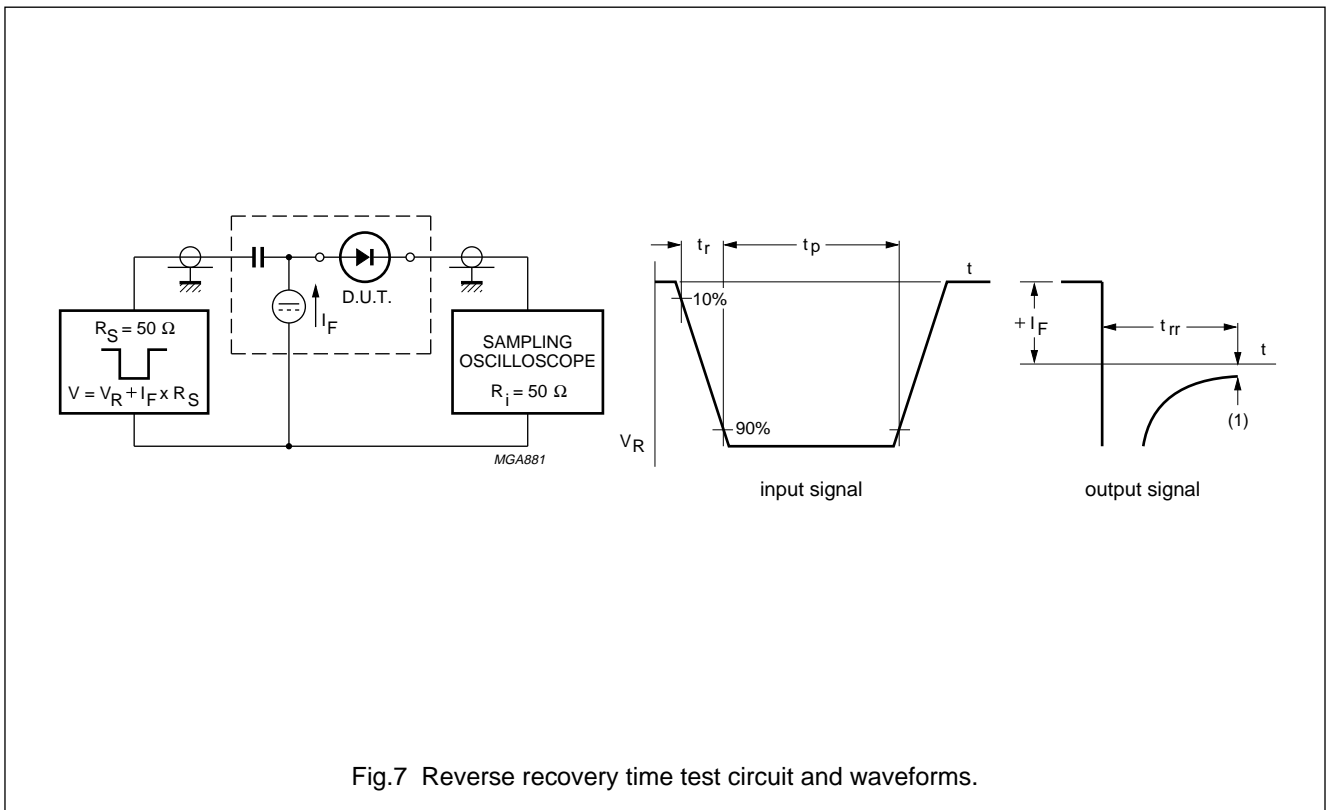 R_S = 50 Ω
V = V_R + I_F x R_S
I_F
D.U.T.
SAMPLING
OSCILLOSCOPE
R_i = 50 Ω
MGA881
t_r
t_p
t
10%
90%
V_R
input signal
+ I_F
t_rr
t
(1)
output signal
Fig.7 Reverse recovery time test circuit and waveforms.